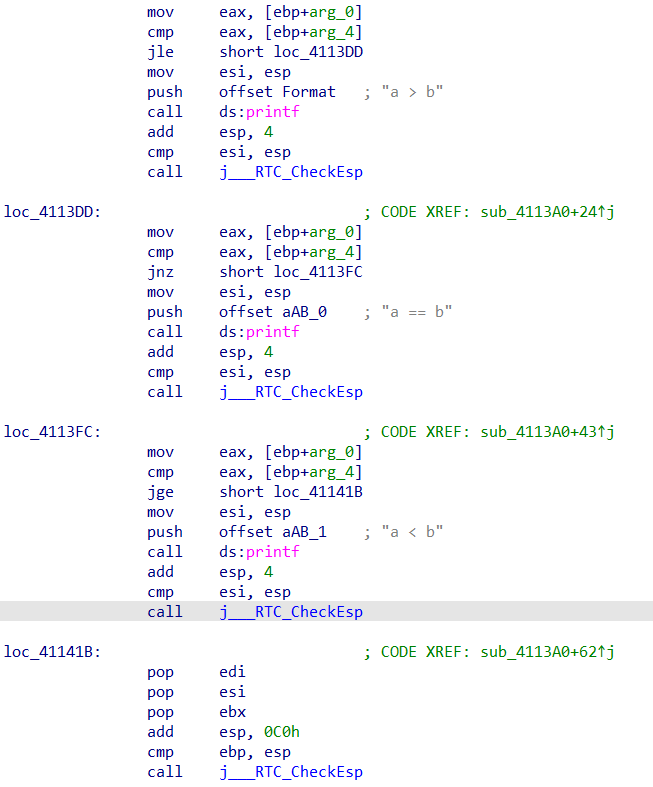 mov eax, [ebp+arg_0]
cmp eax, [ebp+arg_4]
jle short loc_4113DD
mov esi, esp
push offset Format ; "a > b"
call ds:printf
add esp, 4
cmp esi, esp
call j___RTC_CheckEsp
loc_4113DD: ; CODE XREF: sub_4113A0+24↑j
mov eax, [ebp+arg_0]
cmp eax, [ebp+arg_4]
jnz short loc_4113FC
mov esi, esp
push offset aAB_0 ; "a == b"
call ds:printf
add esp, 4
cmp esi, esp
call j___RTC_CheckEsp
loc_4113FC: ; CODE XREF: sub_4113A0+43↑j
mov eax, [ebp+arg_0]
cmp eax, [ebp+arg_4]
jge short loc_41141B
mov esi, esp
push offset aAB_1 ; "a < b"
call ds:printf
add esp, 4
cmp esi, esp
call j___RTC_CheckEsp
loc_41141B: ; CODE XREF: sub_4113A0+62↑j
pop edi
pop esi
pop ebx
add esp, 0C0h
cmp ebp, esp
call j___RTC_CheckEsp